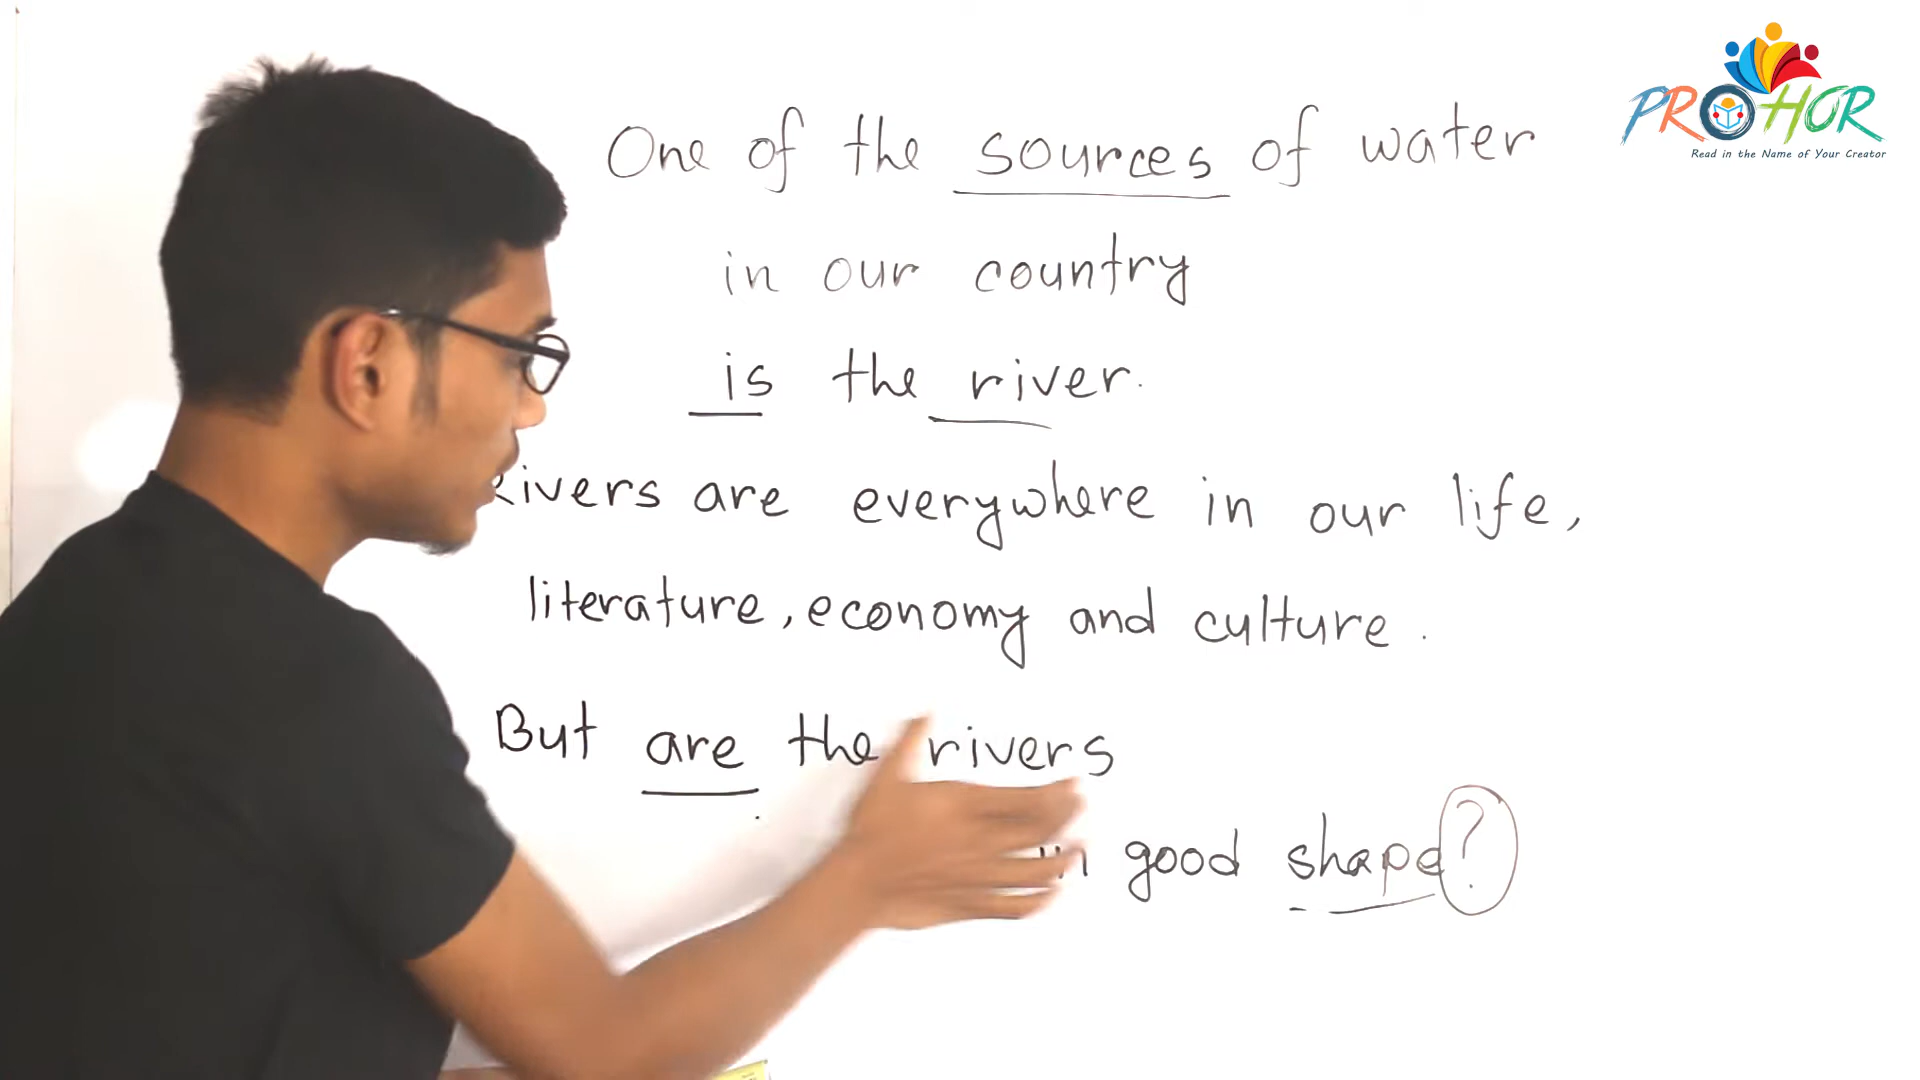 PROHOR
Read in the Name of Your Creator
One of the sources of water
in our country
is the river.
Rivers are everywhere in our life,
literature, economy and culture.
But are the rivers
in good shape?